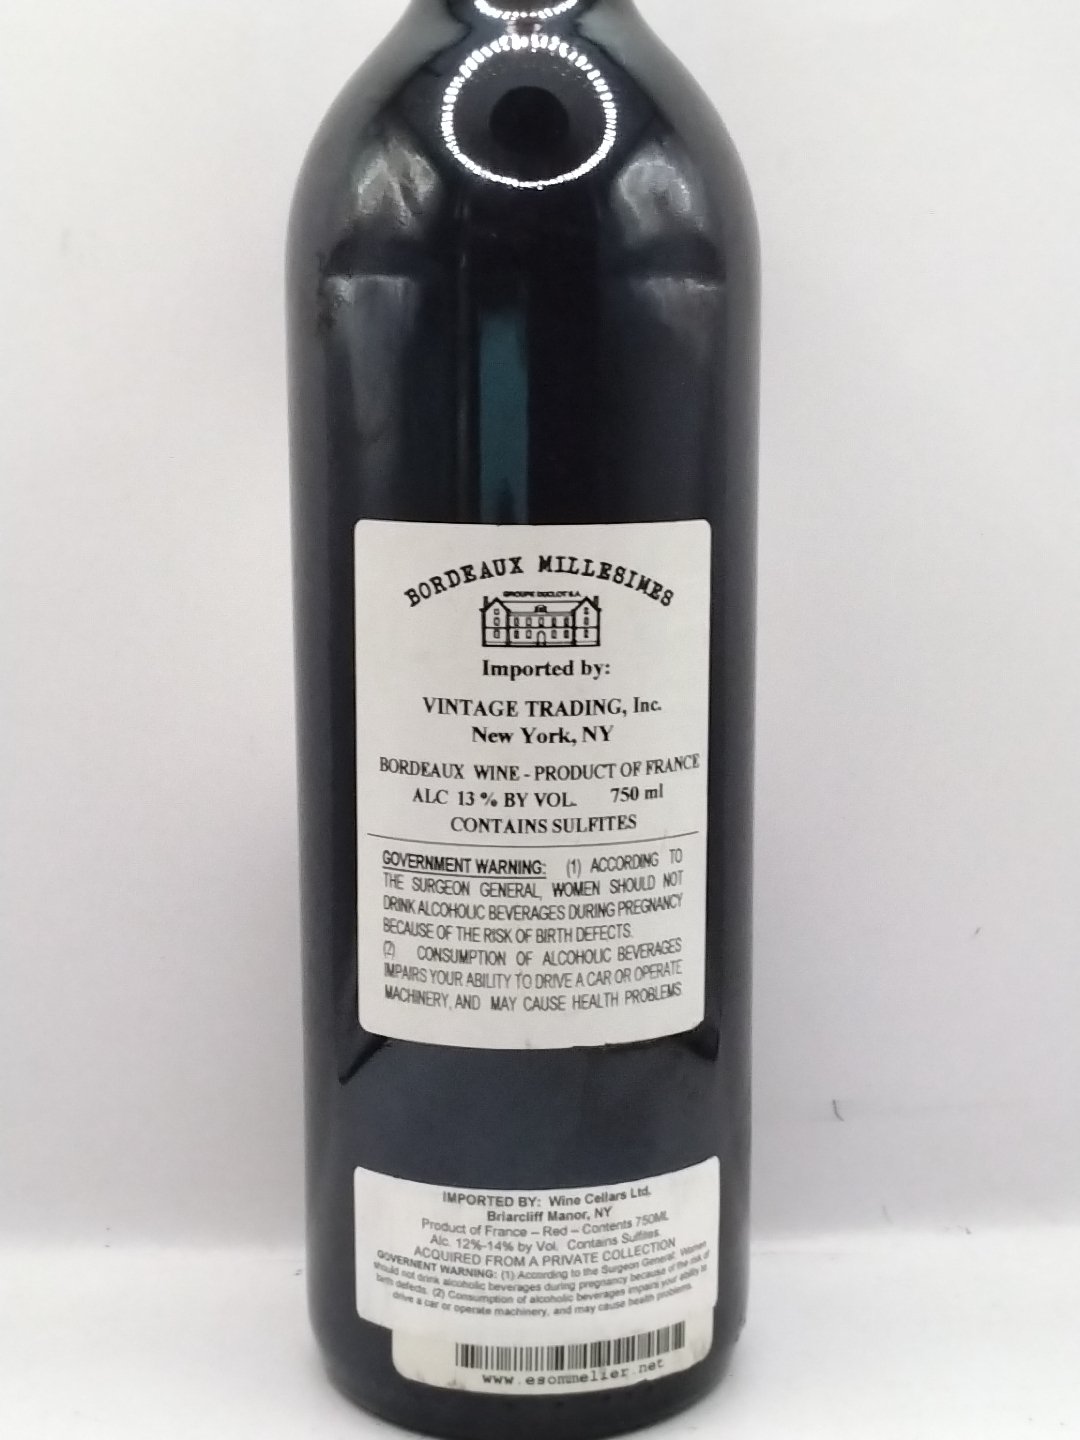 BORDEAUX MILLESIMES
GROUPE DUCLOT S.A.
Imported by:
VINTAGE TRADING, Inc.
New York, NY
BORDEAUX WINE - PRODUCT OF FRANCE
ALC 13 % BY VOL. 750 ml
CONTAINS SULFITES
GOVERNMENT WARNING: (1) ACCORDING TO
THE SURGEON GENERAL, WOMEN SHOULD NOT
DRINK ALCOHOLIC BEVERAGES DURING PREGNANCY
BECAUSE OF THE RISK OF BIRTH DEFECTS.
(2) CONSUMPTION OF ALCOHOLIC BEVERAGES
IMPAIRS YOUR ABILITY TO DRIVE A CAR OR OPERATE
MACHINERY, AND MAY CAUSE HEALTH PROBLEMS
IMPORTED BY: Wine Cellars Ltd.
Briarcliff Manor, NY
Product of France – Red – Contents 750ML
Alc. 12%-14% by Vol. Contains Sulfites.
ACQUIRED FROM A PRIVATE COLLECTION
GOVERNENT WARNING: (1) According to the Surgeon General, Women
should not drink alcoholic beverages during pregnancy because of the risk of
birth defects. (2) Consumption of alcoholic beverages impairs your ability to
drive a car or operate machinery, and may cause health problems.
www.esommelier.net